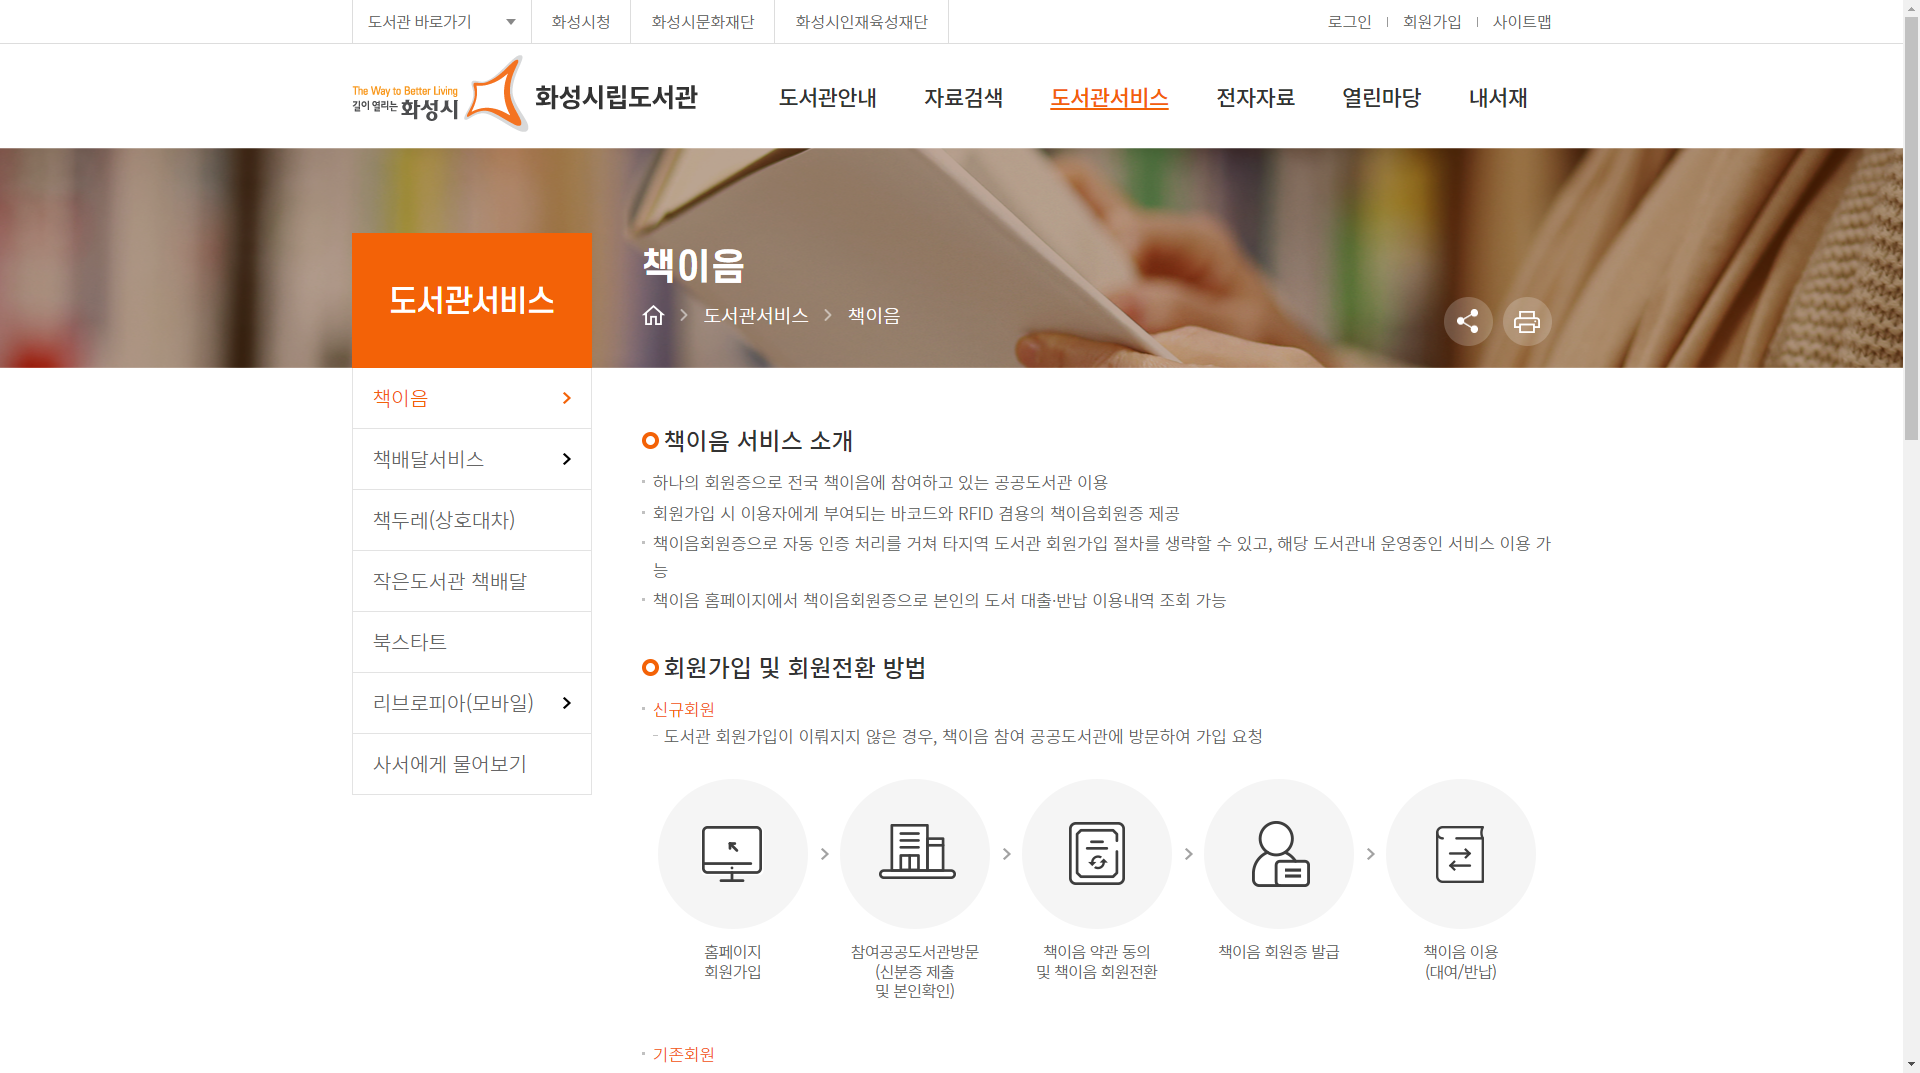 도서관 바로가기
화성시청
화성시문화재단
화성시인재육성재단
로그인
회원가입
사이트맵
The Way to Better Living
길이 열리는 화성시
화성시립도서관
도서관안내
자료검색
도서관서비스
전자자료
열린마당
내서재
도서관서비스
책이음
도서관서비스
책이음
책이음
책배달서비스
책두레(상호대차)
작은도서관 책배달
북스타트
리브로피아(모바일)
사서에게 물어보기
책이음 서비스 소개
하나의 회원증으로 전국 책이음에 참여하고 있는 공공도서관 이용
회원가입 시 이용자에게 부여되는 바코드와 RFID 겸용의 책이음회원증 제공
책이음회원증으로 자동 인증 처리를 거쳐 타지역 도서관 회원가입 절차를 생략할 수 있고, 해당 도서관내 운영중인 서비스 이용 가
능
책이음 홈페이지에서 책이음회원증으로 본인의 도서 대출·반납 이용내역 조회 가능
회원가입 및 회원전환 방법
신규회원
- 도서관 회원가입이 이뤄지지 않은 경우, 책이음 참여 공공도서관에 방문하여 가입 요청
홈페이지
회원가입
참여공공도서관방문
(신분증 제출
및 본인확인)
책이음 약관 동의
및 책이음 회원전환
책이음 회원증 발급
책이음 이용
(대여/반납)
기존회원